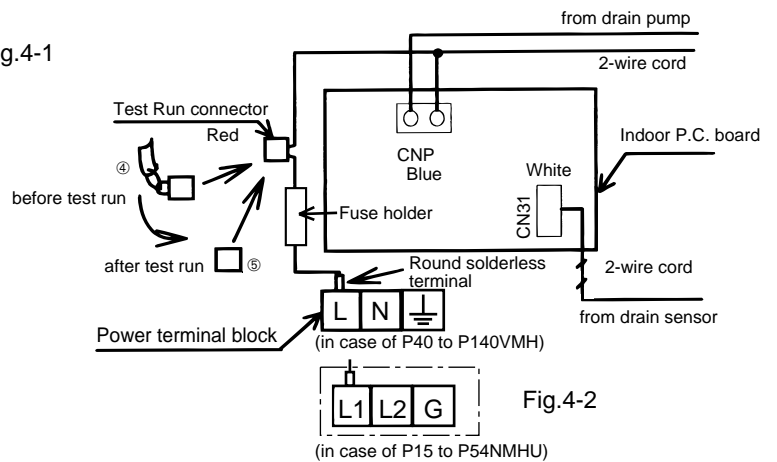 from drain pump
g.4-1
2-wire cord
Test Run connector
Red
Indoor P.C. board
CNP
Blue
White
④
before test run
CN31
Fuse holder
after test run
⑤
Round solderless
terminal
2-wire cord
L N
from drain sensor
Power terminal block
(in case of P40 to P140VMH)
L1 L2 G
Fig.4-2
(in case of P15 to P54NMHU)